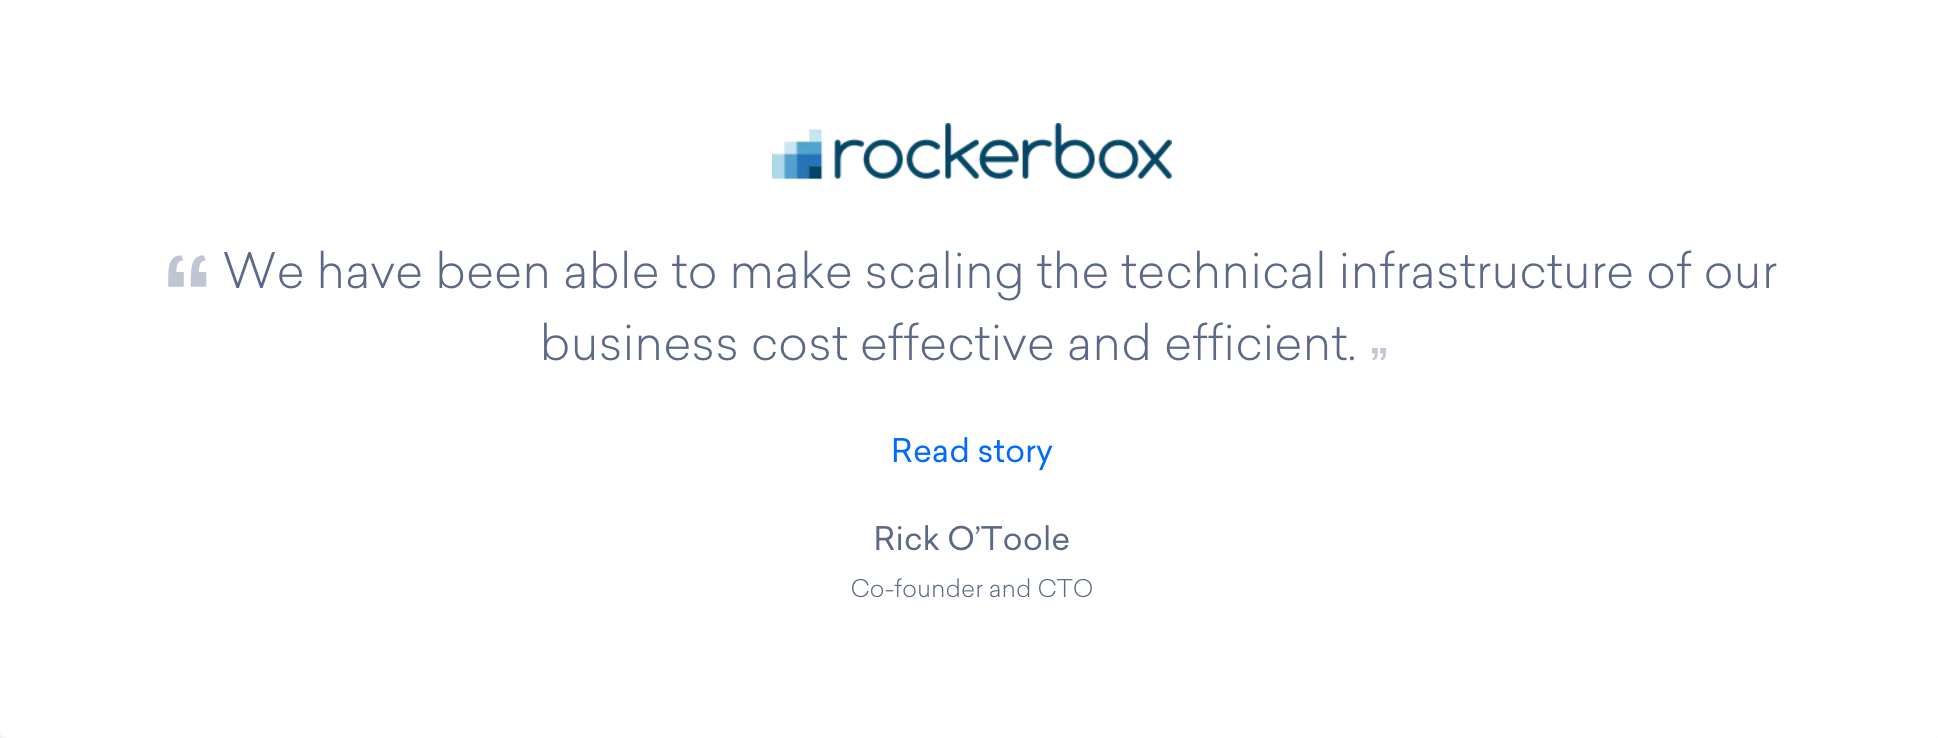 rockerbox
“ We have been able to make scaling the technical infrastructure of our
business cost effective and efficient. ”
Read story
Rick O’Toole
Co-founder and CTO